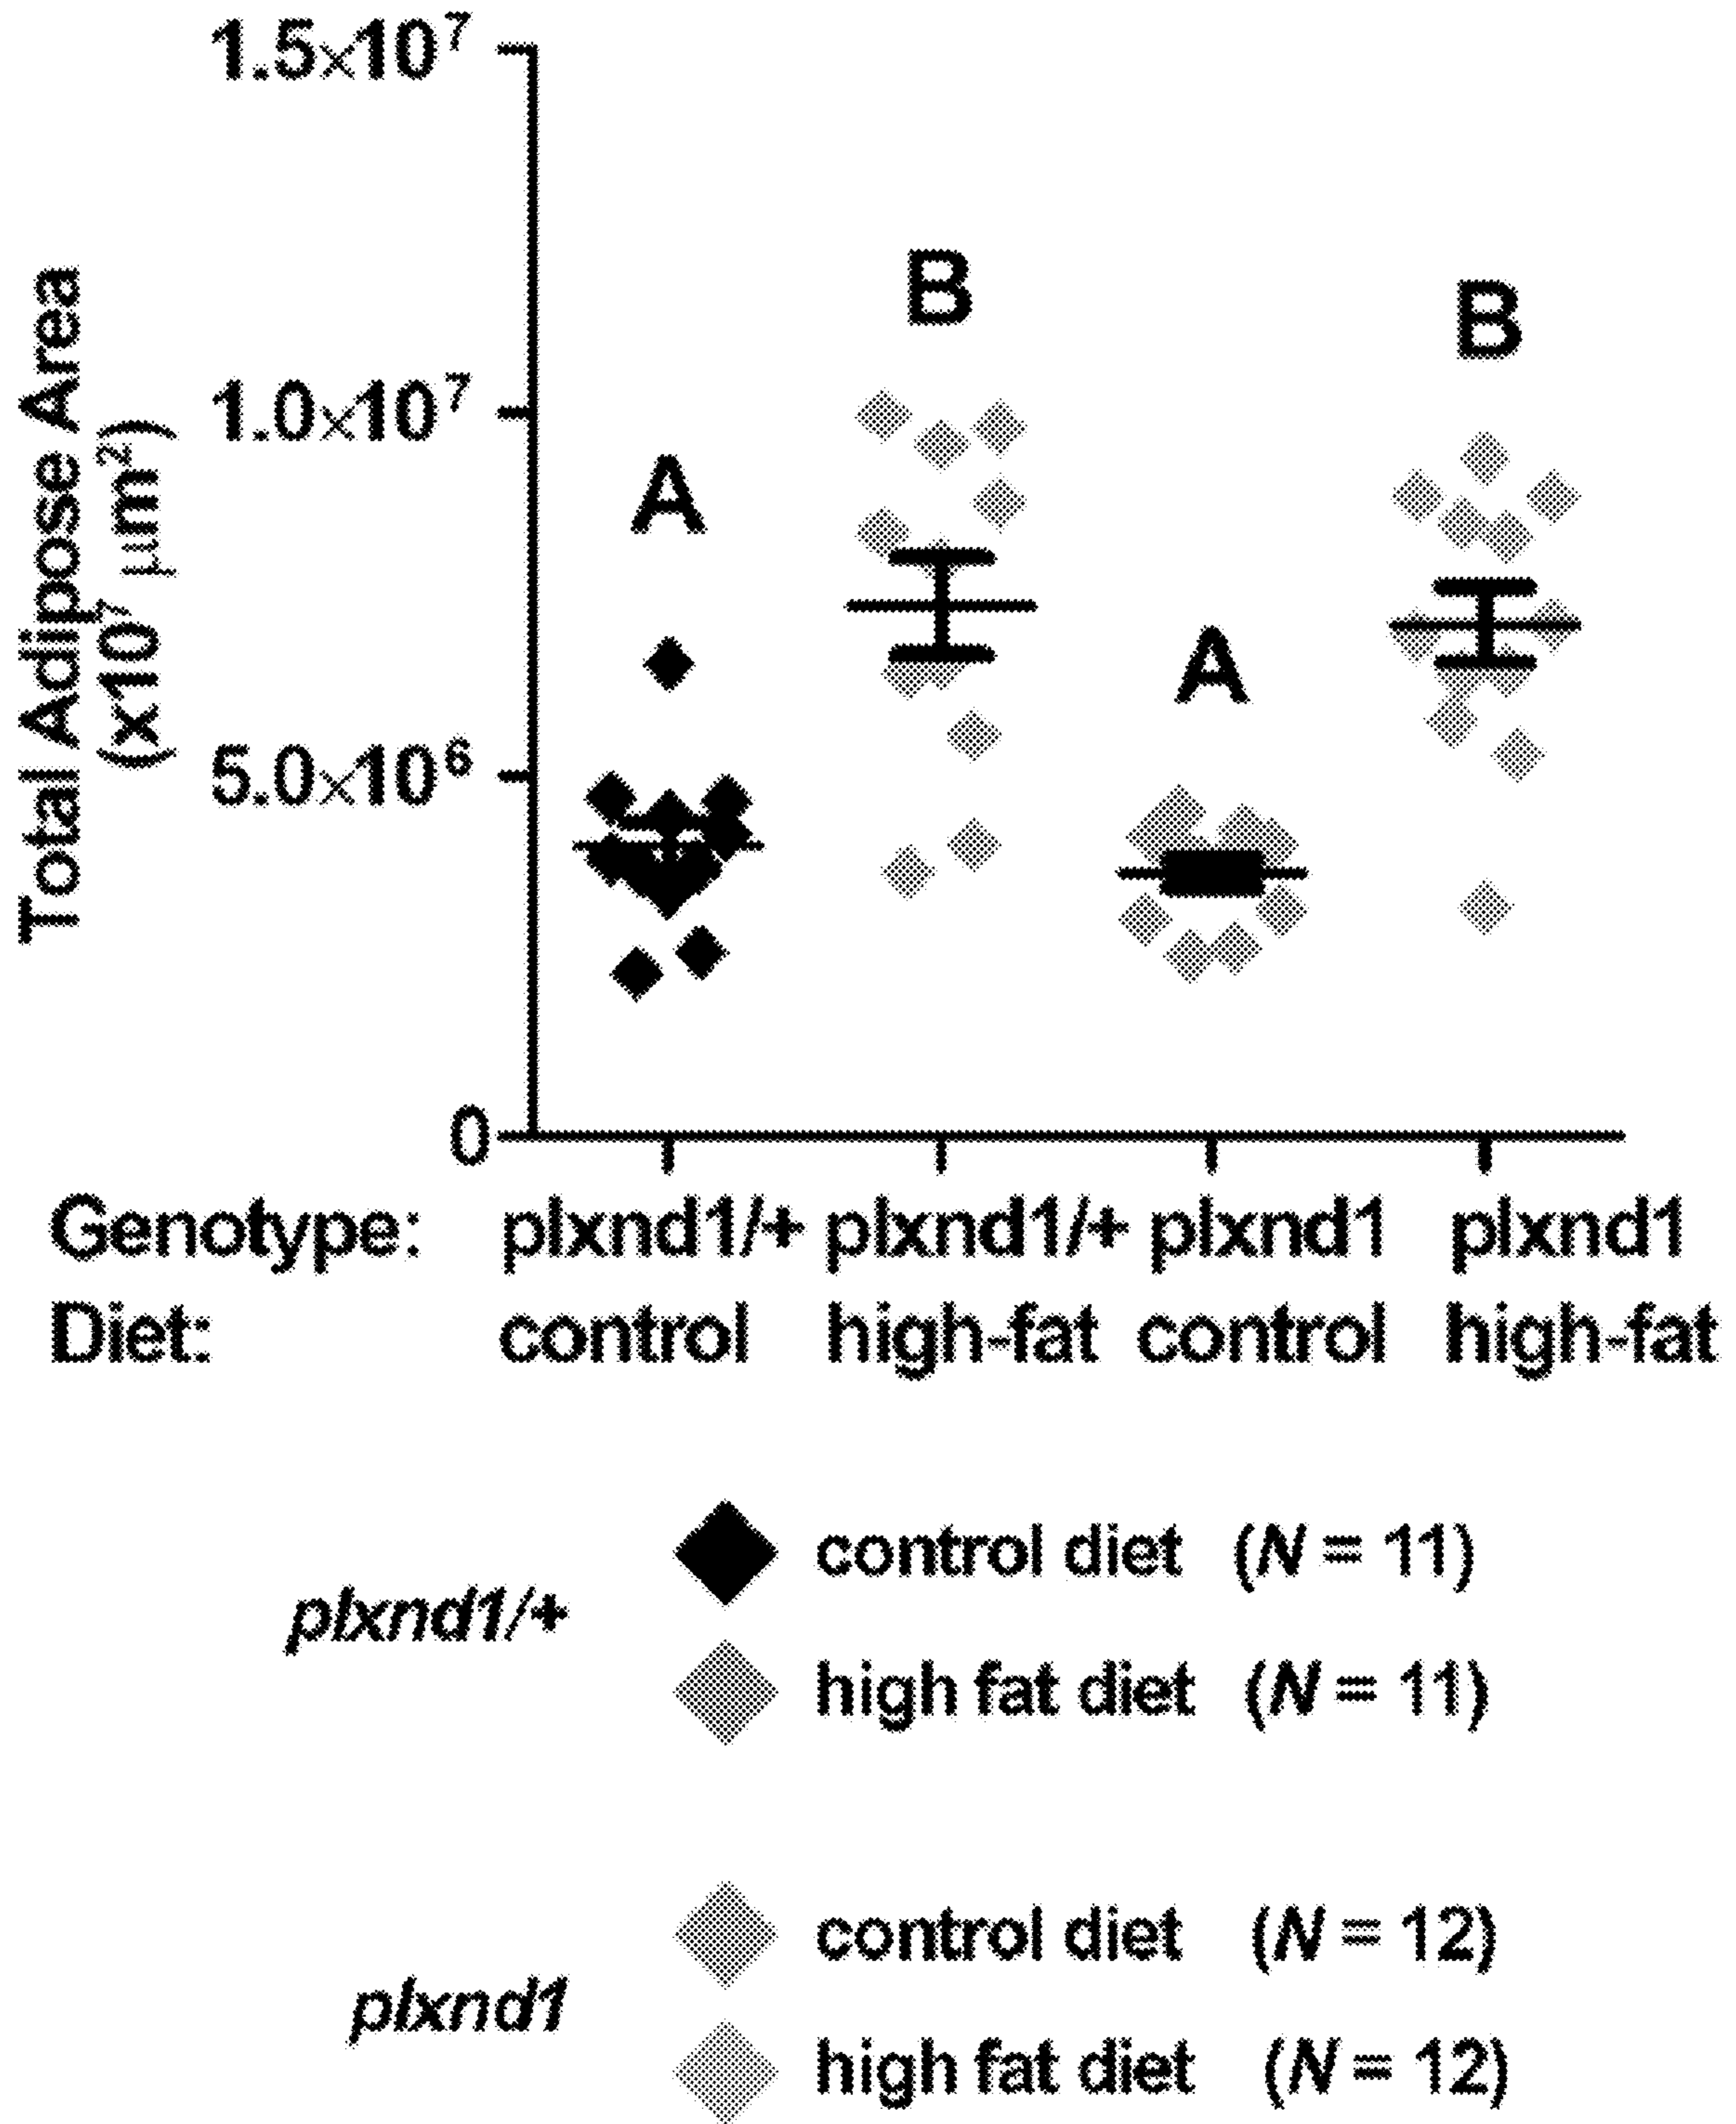 1.5×10⁷
1.0×10⁷
5.0×10⁶
0
Total Adipose Area
(x10⁷ μm²)
A
B
A
B
Genotype: plxnd1/+ plxnd1/+ plxnd1 plxnd1
Diet: control high-fat control high-fat
plxnd1/+
control diet (N = 11)
high fat diet (N = 11)
plxnd1
control diet (N = 12)
high fat diet (N = 12)